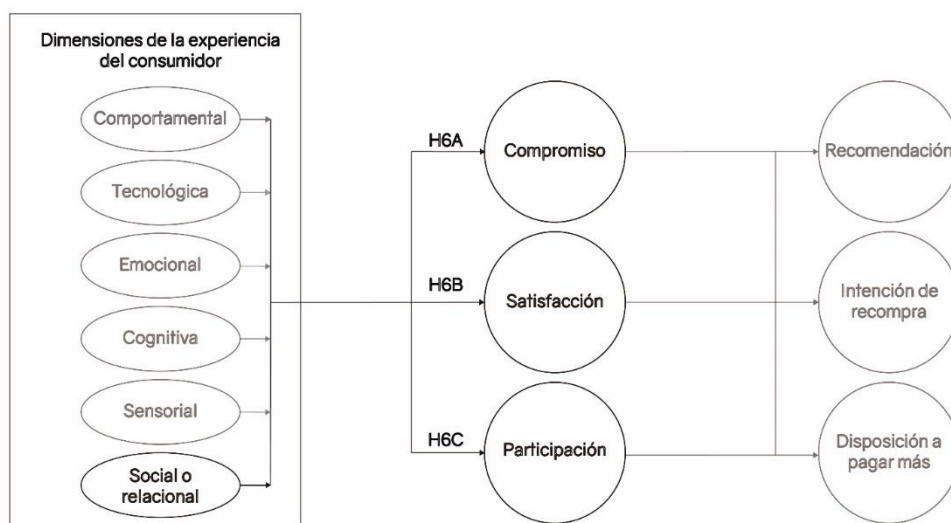 Dimensiones de la experiencia
del consumidor
Comportamental
Tecnológica
Emocional
Cognitiva
Sensorial
Social o
relacional
H6A
H6B
H6C
Compromiso
Satisfacción
Participación
Recomendación
Intención de
recompra
Disposición a
pagar más